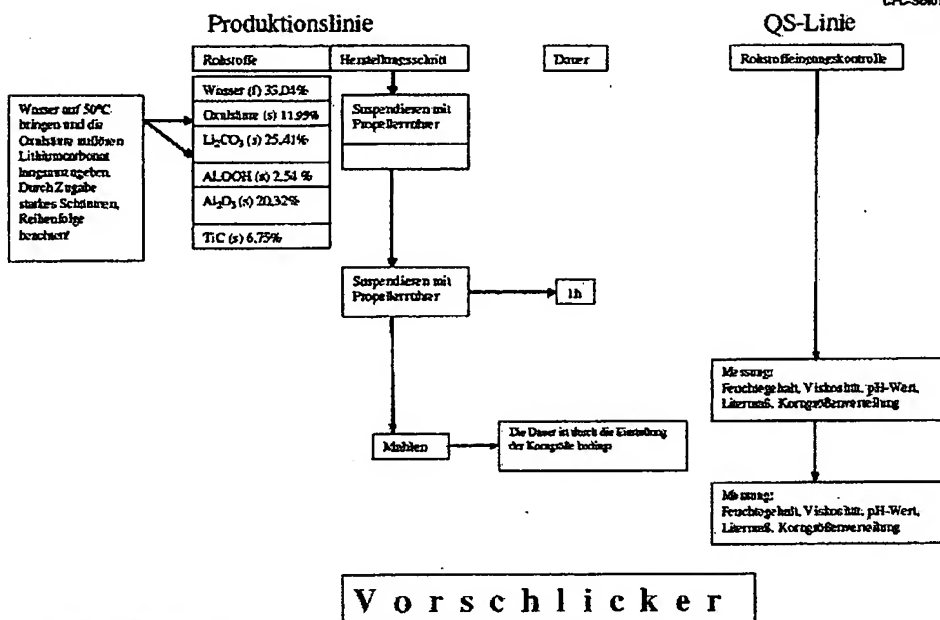 Produktionslinie
QS-Linie
Rohstoffe
Herstellungsschritt
Dauer
Rohstoffeingangskontrolle
Wasser auf 50°C
bringen und die
Oxalsäure auflösen
Lithiumcarbonat
langsam zugeben
Durch Zugabe
starkes Schäumen,
Reihenfolge
beachten!
Wasser (f) 33,04%
Oxalsäure (s) 11,95%
Li₂CO₃ (s) 25,41%
ALOOH (s) 2,54 %
Al₂O₃ (s) 20,32%
TiC (s) 6,75%
Suspendieren mit
Propellerrührer
Suspendieren mit
Propellerrührer
1h
Mahlen
Die Dauer ist durch die Einstellung
der Korngröße bedingt
Messung:
Feuchtegehalt, Viskosität, pH-Wert,
Litermaß, Korngrößenverteilung
Messung:
Feuchtegehalt, Viskosität, pH-Wert,
Litermaß, Korngrößenverteilung
Vorschlicker